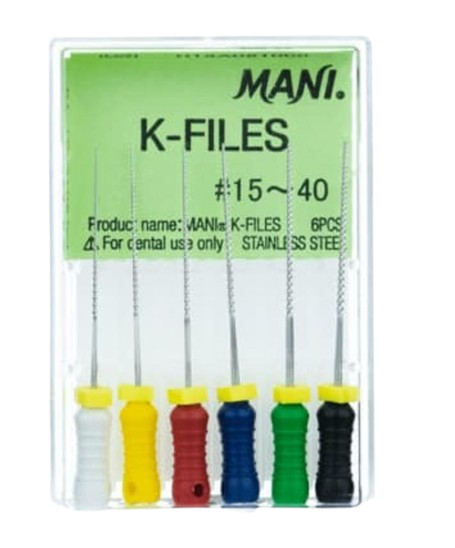 MANI®
K-FILES
#15～40
Product name: MANI® K-FILES 6PCS
⚠ For dental use only STAINLESS STEEL